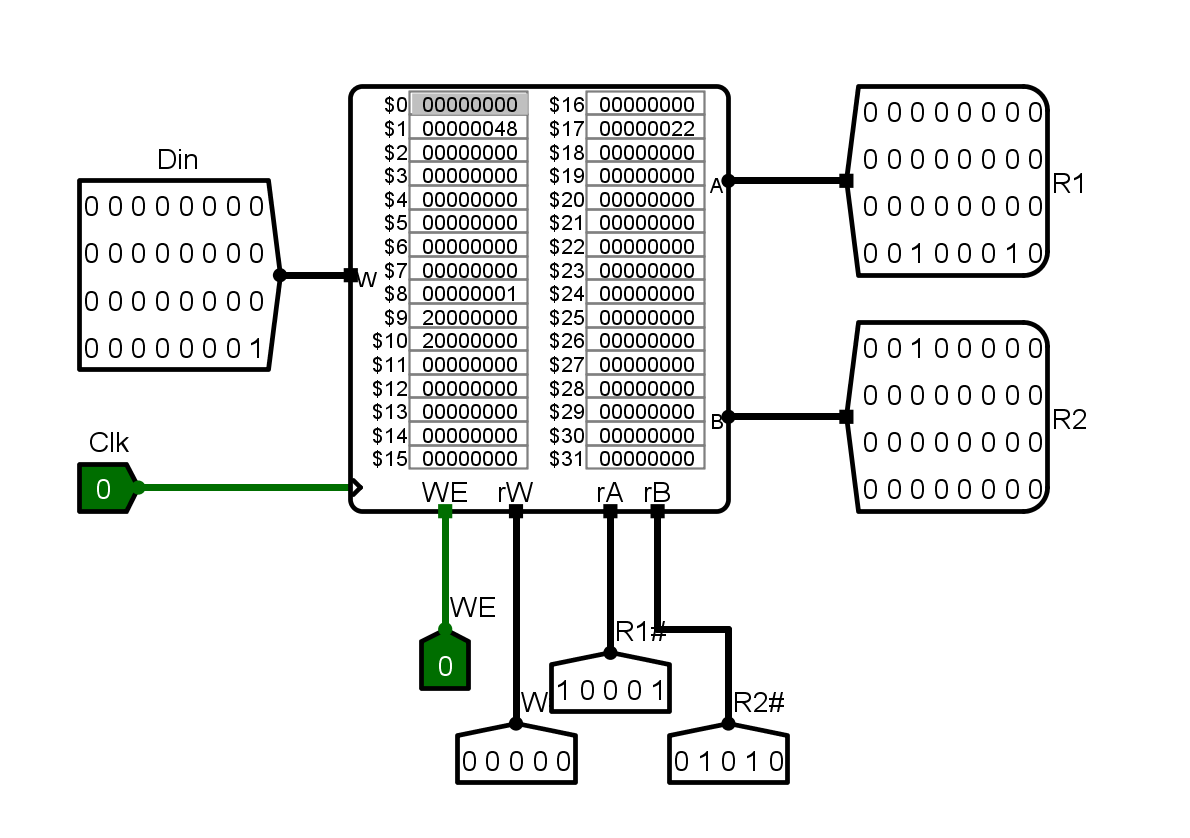 Din
0 0 0 0 0 0 0 0
0 0 0 0 0 0 0 0
0 0 0 0 0 0 0 0
0 0 0 0 0 0 0 1
Clk
0
$0 00000000 $16 00000000
$1 00000048 $17 00000022
$2 00000000 $18 00000000
$3 00000000 $19 00000000
$4 00000000 $20 00000000
$5 00000000 $21 00000000
$6 00000000 $22 00000000
$7 00000000 $23 00000000
$8 00000001 $24 00000000
$9 20000000 $25 00000000
$10 20000000 $26 00000000
$11 00000000 $27 00000000
$12 00000000 $28 00000000
$13 00000000 $29 00000000
$14 00000000 $30 00000000
$15 00000000 $31 00000000
W
A
B
WE rW rA rB
0 0 0 0 0 0 0 0
0 0 0 0 0 0 0 0
0 0 0 0 0 0 0 0
0 0 1 0 0 0 1 0
R1
0 0 1 0 0 0 0 0
0 0 0 0 0 0 0 0
0 0 0 0 0 0 0 0
0 0 0 0 0 0 0 0
R2
WE
0
W
0 0 0 0 0
R1#
1 0 0 0 1
R2#
0 1 0 1 0